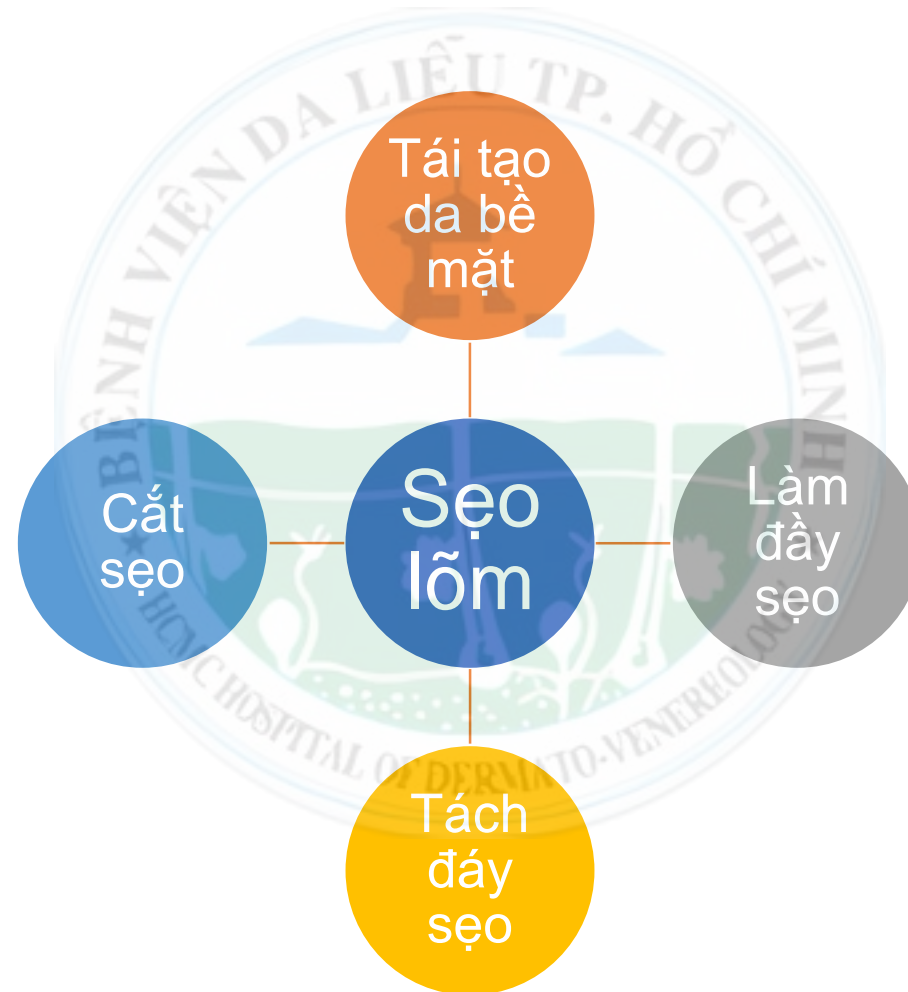 BỆNH VIỆN DA LIỄU TP. HỒ CHÍ MINH
Tái tạo
da bề
mặt
Cắt
sẹo
Sẹo
lõm
Làm
đầy
sẹo
Tách
đáy
sẹo
HCMC HOSPITAL OF DERMATO-VENEREOLOGY